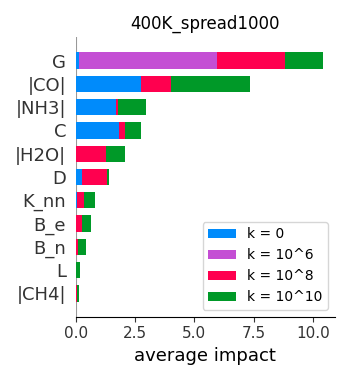 400K_spread1000
G
|CO|
|NH3|
C
|H2O|
D
K_nn
B_e
B_n
L
|CH4|
k = 0
k = 10^6
k = 10^8
k = 10^10
0.0 2.5 5.0 7.5 10.0
average impact